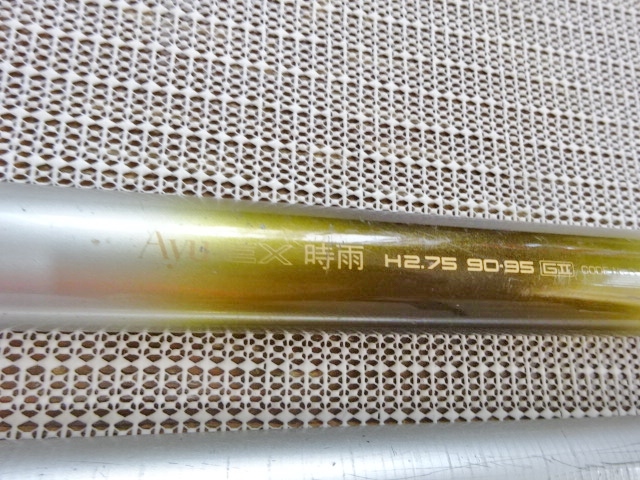 Ayu EX 時雨 H2.75 90·95 GII